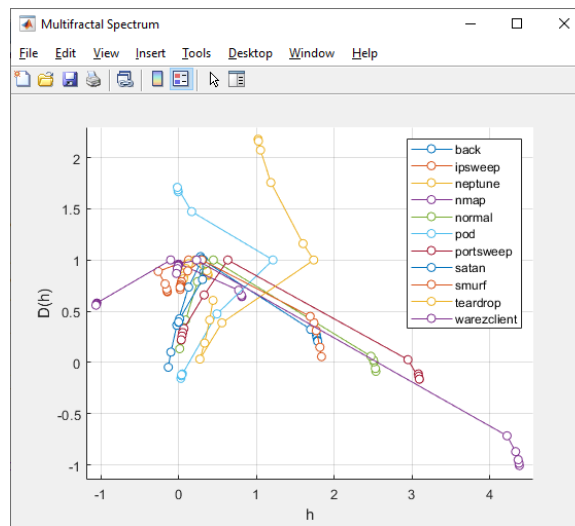 Multifractal Spectrum
File Edit View Insert Tools Desktop Window Help
2
1.5
1
0.5
0
-0.5
-1
D(h)
-1 0 1 2 3 4
h
back
ipsweep
neptune
nmap
normal
pod
portsweep
satan
smurf
teardrop
warezclient